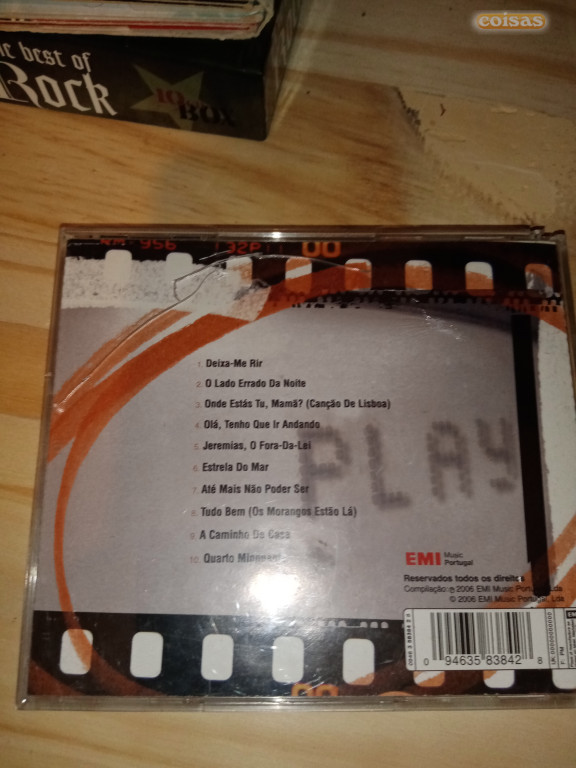 coisas
the best of
Rock
BOX
956
32P
00
1. Deixa-Me Rir
2. O Lado Errado Da Noite
3. Onde Estás Tu, Mamã? (Canção De Lisboa)
4. Olá, Tenho Que Ir Andando
5. Jeremias, O Fora-Da-Lei
6. Estrela Do Mar
7. Até Mais Não Poder Ser
8. Tudo Bem (Os Morangos Estão Lá)
9. A Caminho De Casa
10. Quarto
PLAY
EMI Music
Portugal
Reservados todos os direitos
Compilação: ℗ 2006 EMI Music Portugal, Lda
© 2006 EMI Music Portugal, Lda
0 94635 83842 8